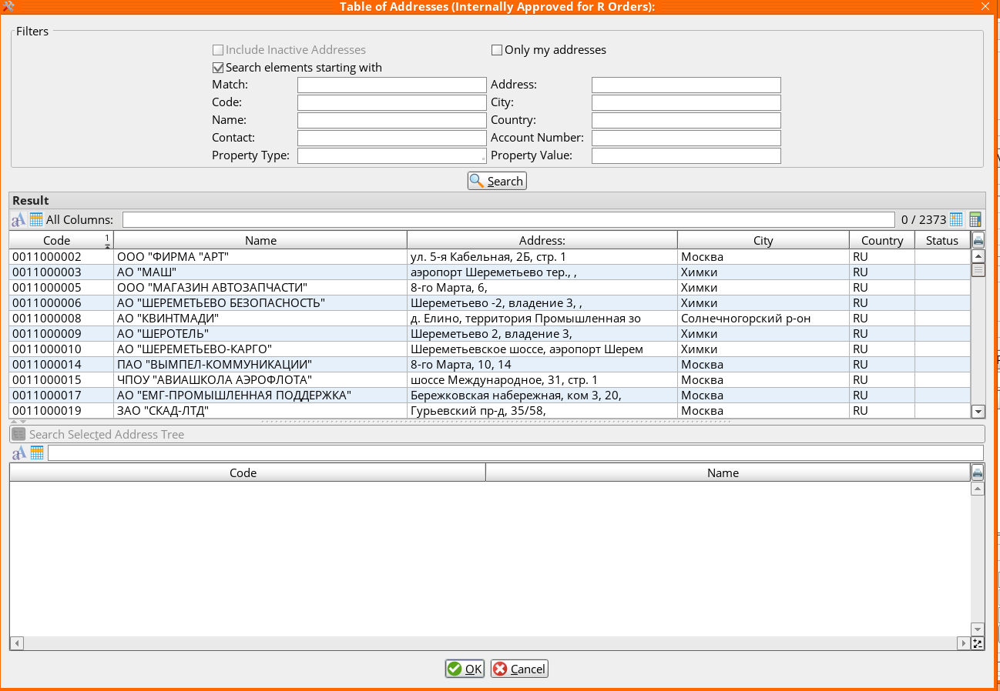 Table of Addresses (Internally Approved for R Orders):
Filters
Include Inactive Addresses Only my addresses
Search elements starting with
Match: Address:
Code: City:
Name: Country:
Contact: Account Number:
Property Type: Property Value:
Search
Result
All Columns: 0 / 2373
Code 1 Name Address: City Country Status
0011000002 ООО "ФИРМА "АРТ" ул. 5-я Кабельная, 2Б, стр. 1 Москва RU
0011000003 АО "МАШ" аэропорт Шереметьево тер., , Химки RU
0011000005 ООО "МАГАЗИН АВТОЗАПЧАСТИ" 8-го Марта, 6, Химки RU
0011000006 АО "ШЕРЕМЕТЬЕВО БЕЗОПАСНОСТЬ" Шереметьево -2, владение 3, , Химки RU
0011000008 АО "КВИНТМАДИ" д. Елино, территория Промышленная зо Солнечногорский р-он RU
0011000009 АО "ШЕРОТЕЛЬ" Шереметьево 2, владение 3, Химки RU
0011000010 АО "ШЕРЕМЕТЬЕВО-КАРГО" Шереметьевское шоссе, аэропорт Шерем Химки RU
0011000014 ПАО "ВЫМПЕЛ-КОММУНИКАЦИИ" 8-го Марта, 10, 14 Москва RU
0011000015 ЧПОУ "АВИАШКОЛА АЭРОФЛОТА" шоссе Международное, 31, стр. 1 Москва RU
0011000017 АО "ЕМГ-ПРОМЫШЛЕННАЯ ПОДДЕРЖКА" Бережковская набережная, ком 3, 20, Москва RU
0011000019 ЗАО "СКАД-ЛТД" Гурьевский пр-д, 35/58, Москва RU
Search Selected Address Tree
Code Name
OK Cancel